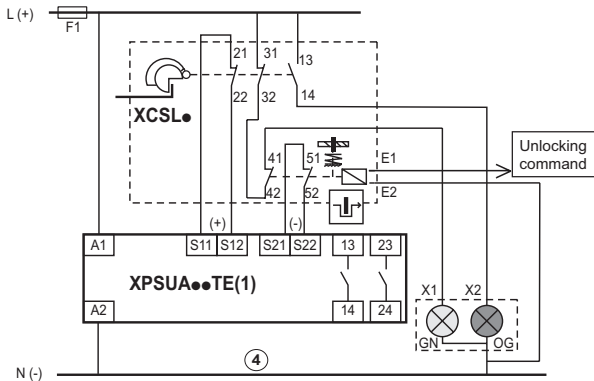 L (+)
F1
21
31
13
22
32
14
XCSL●
41
51
E1
Unlocking
command
42
52
E2
(+)
(-)
A1
S11
S12
S21
S22
13
23
XPSUA●●TE(1)
X1
X2
A2
14
24
GN
OG
4
N (-)